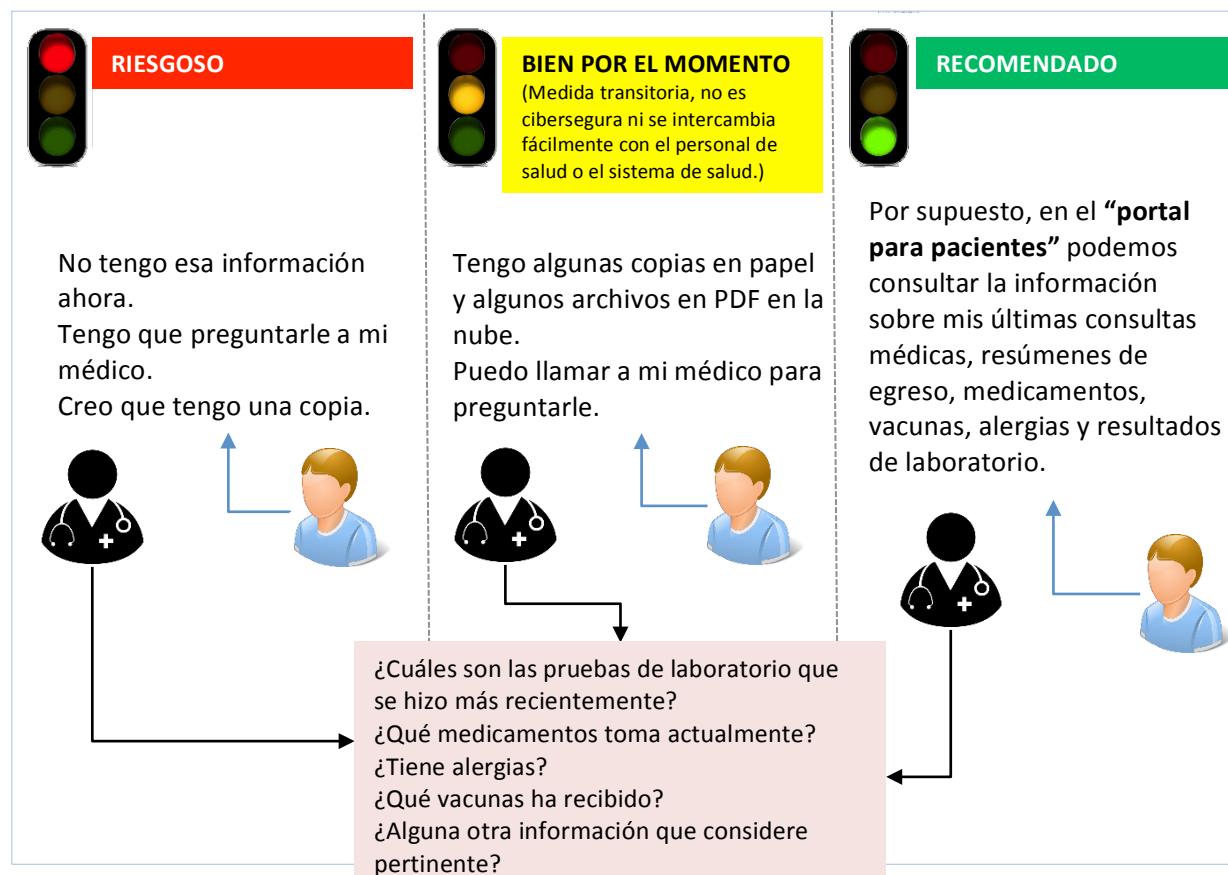 RIESGOSO
No tengo esa información
ahora.
Tengo que preguntarle a mi
médico.
Creo que tengo una copia.
BIEN POR EL MOMENTO
(Medida transitoria, no es
cibersegura ni se intercambia
fácilmente con el personal de
salud o el sistema de salud.)
Tengo algunas copias en papel
y algunos archivos en PDF en la
nube.
Puedo llamar a mi médico para
preguntarle.
RECOMENDADO
Por supuesto, en el “portal
para pacientes” podemos
consultar la información
sobre mis últimas consultas
médicas, resúmenes de
egreso, medicamentos,
vacunas, alergias y resultados
de laboratorio.
¿Cuáles son las pruebas de laboratorio que
se hizo más recientemente?
¿Qué medicamentos toma actualmente?
¿Tiene alergias?
¿Qué vacunas ha recibido?
¿Alguna otra información que considere
pertinente?